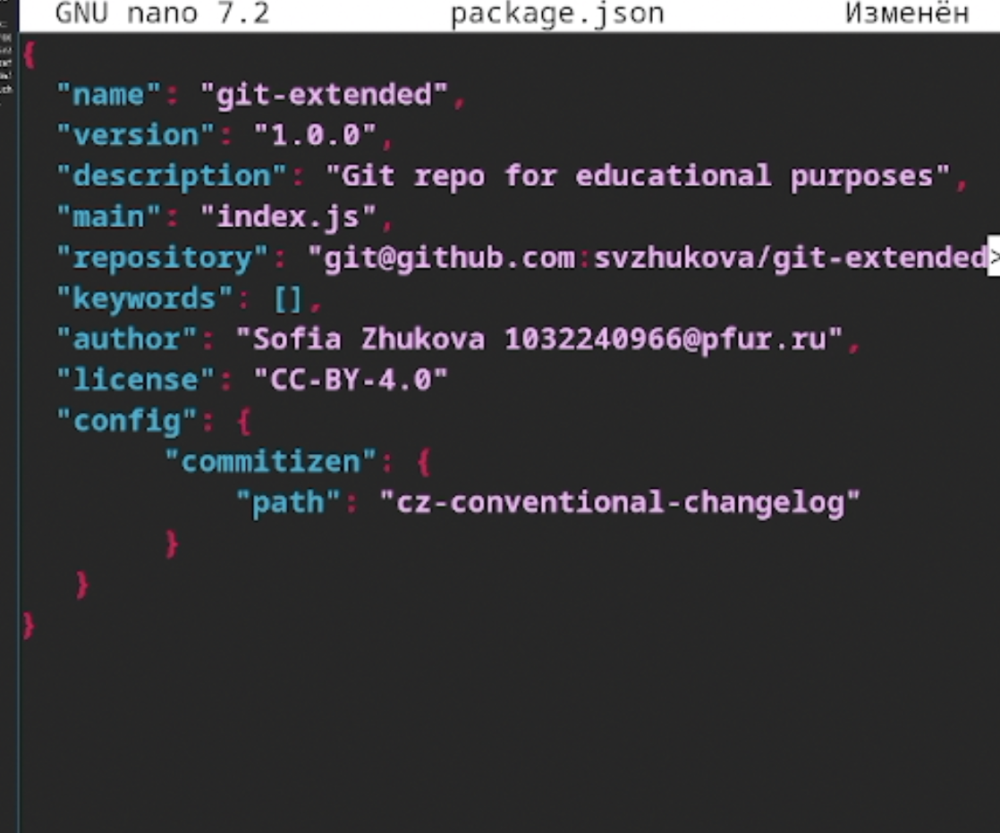 GNU nano 7.2 package.json Изменён
{
"name": "git-extended",
"version": "1.0.0",
"description": "Git repo for educational purposes",
"main": "index.js",
"repository": "git@github.com:svzhukova/git-extended>
"keywords": [],
"author": "Sofia Zhukova 1032240966@pfur.ru",
"license": "CC-BY-4.0"
"config": {
"commitizen": {
"path": "cz-conventional-changelog"
}
}
}